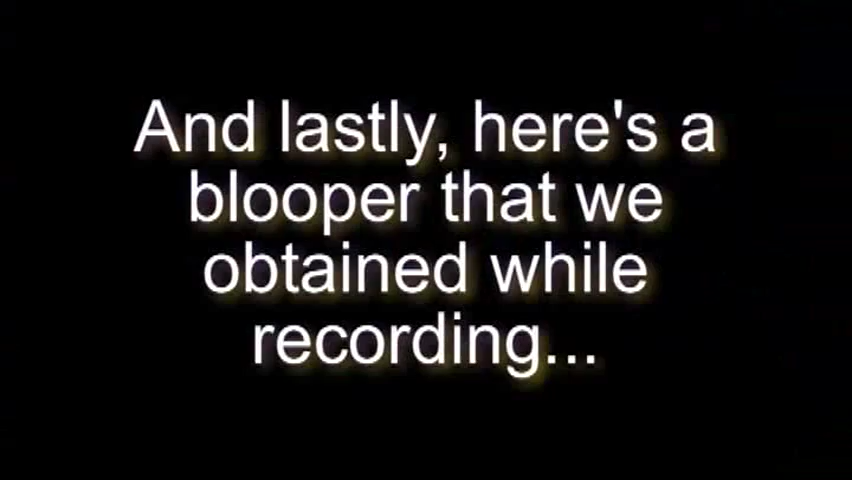 And lastly, here's a
blooper that we
obtained while
recording...